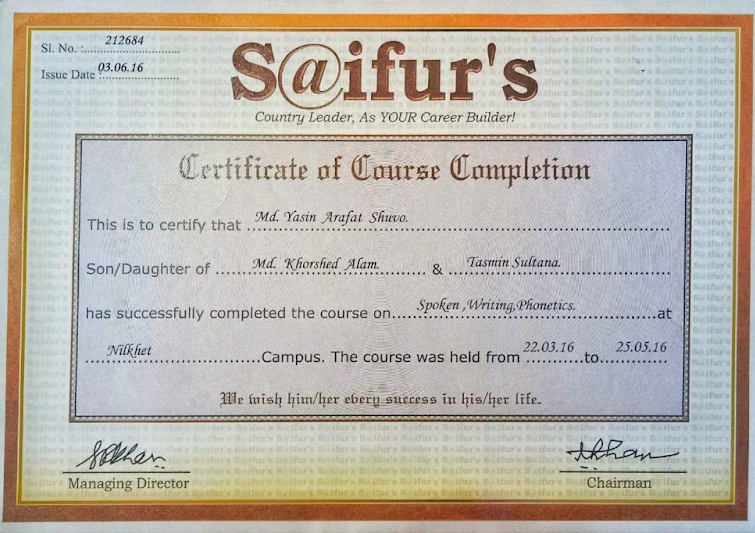 Sl. No. :212684
Issue Date :03.06.16
S@ifur's
Country Leader, As YOUR Career Builder!
Certificate of Course Completion
This is to certify that Md. Yasin Arafat Shuvo.
Son/Daughter of Md. Khorshed Alam. & Tasmin Sultana.
has successfully completed the course on Spoken ,Writing,Phonetics. at
Nilkhet Campus. The course was held from 22.03.16 to 25.05.16
We wish him/her every success in his/her life.
Managing Director
Chairman